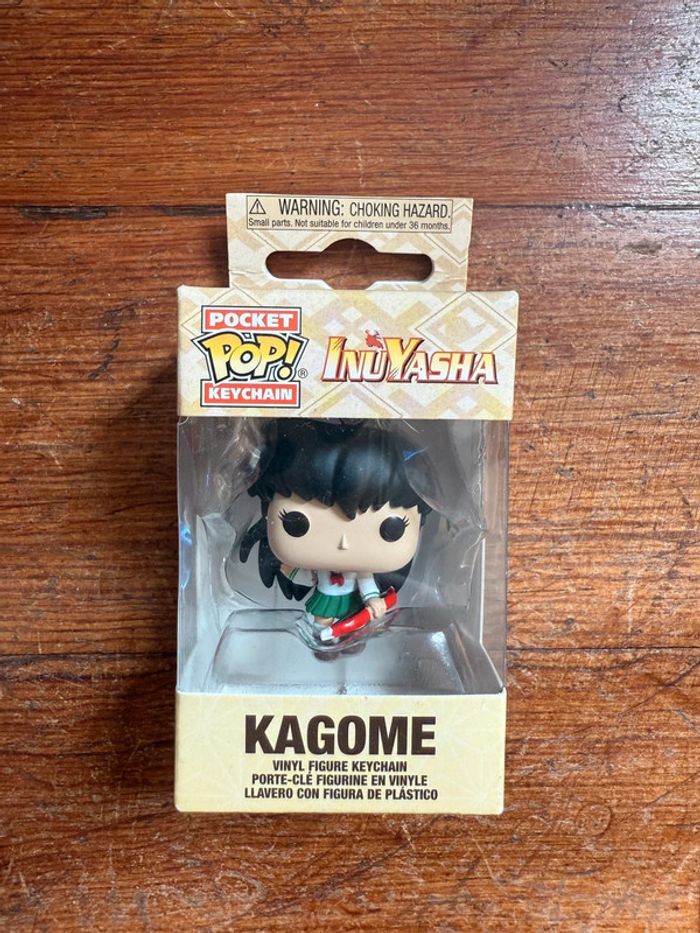 ⚠ WARNING: CHOKING HAZARD.
Small parts. Not suitable for children under 36 months.
POCKET
POP!®
KEYCHAIN
INUYASHA
KAGOME
VINYL FIGURE KEYCHAIN
PORTE-CLÉ FIGURINE EN VINYLE
LLAVERO CON FIGURA DE PLÁSTICO